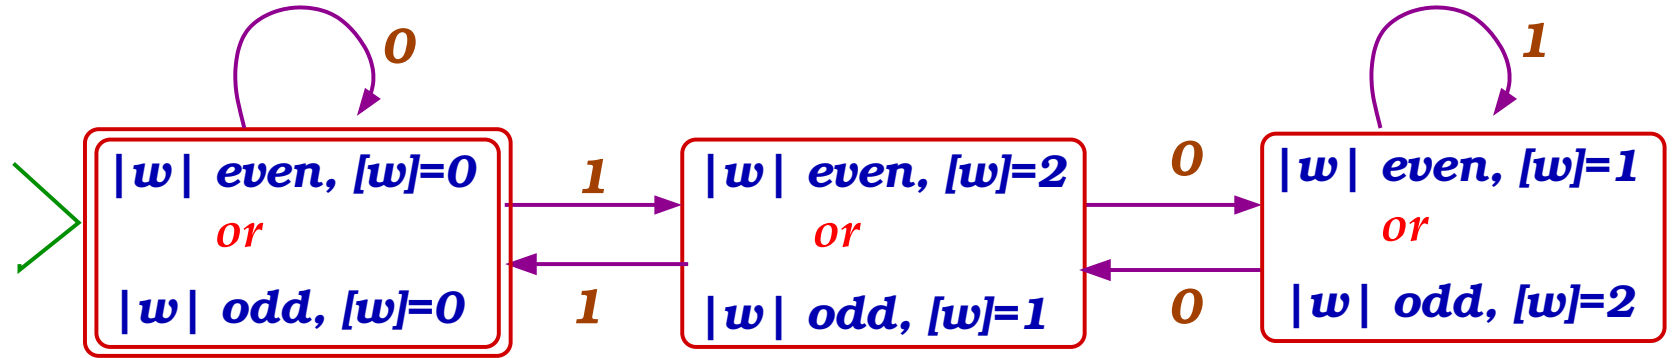 0
1
|w| even, [w]=0
or
|w| odd, [w]=0
1
1
|w| even, [w]=2
or
|w| odd, [w]=1
0
0
|w| even, [w]=1
or
|w| odd, [w]=2